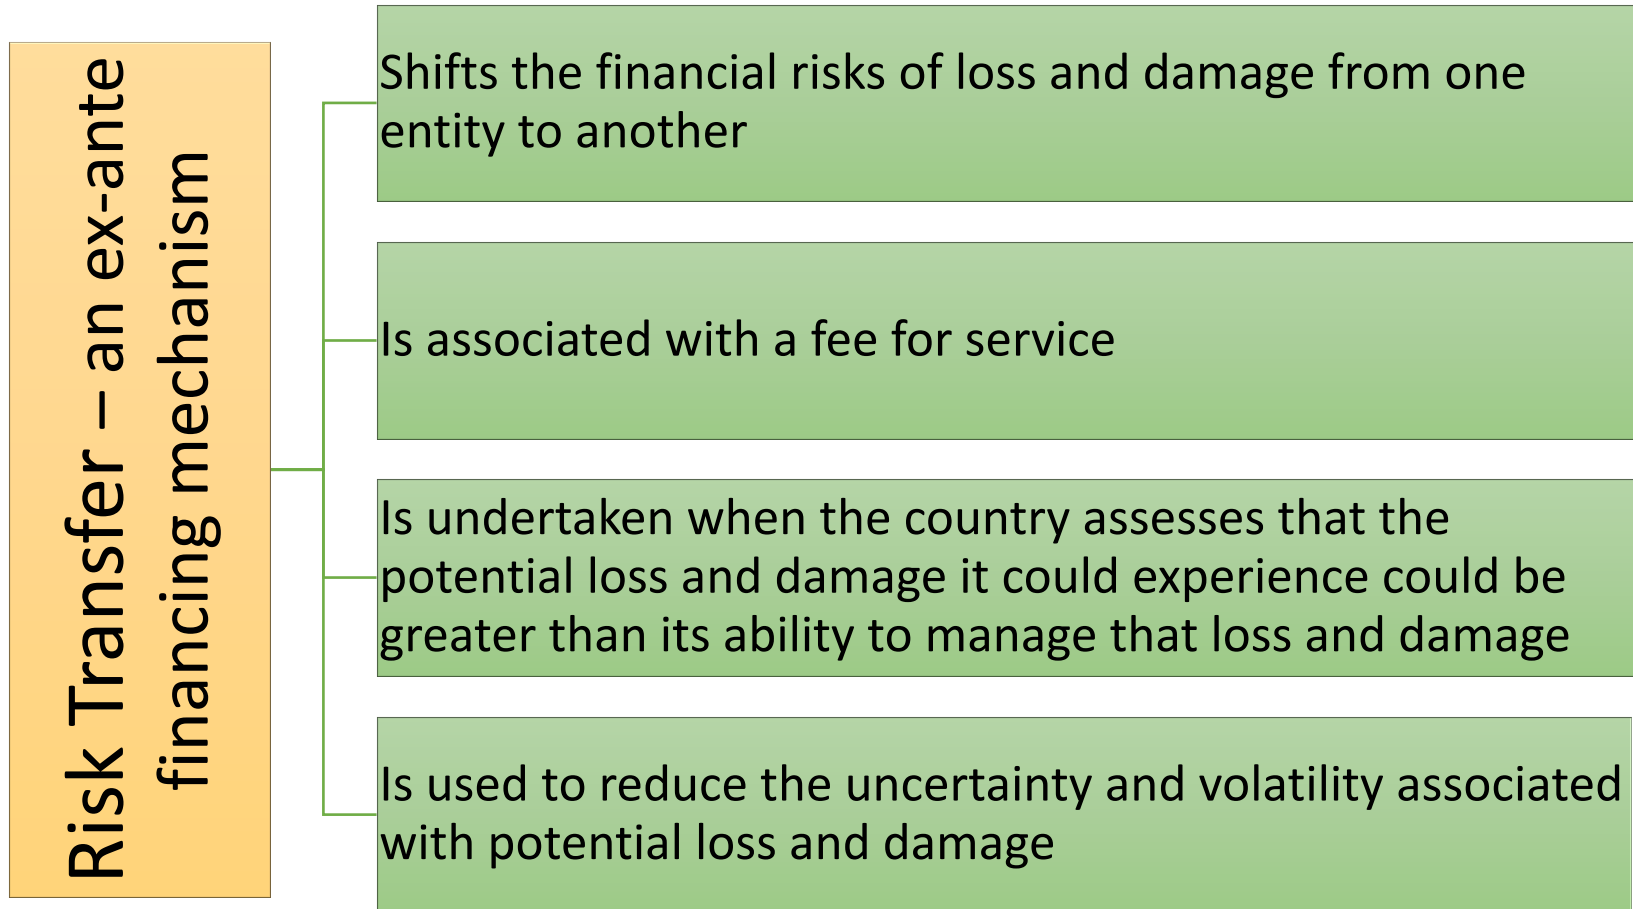 Risk Transfer – an ex-ante
financing mechanism
Shifts the financial risks of loss and damage from one
entity to another
Is associated with a fee for service
Is undertaken when the country assesses that the
potential loss and damage it could experience could be
greater than its ability to manage that loss and damage
Is used to reduce the uncertainty and volatility associated
with potential loss and damage